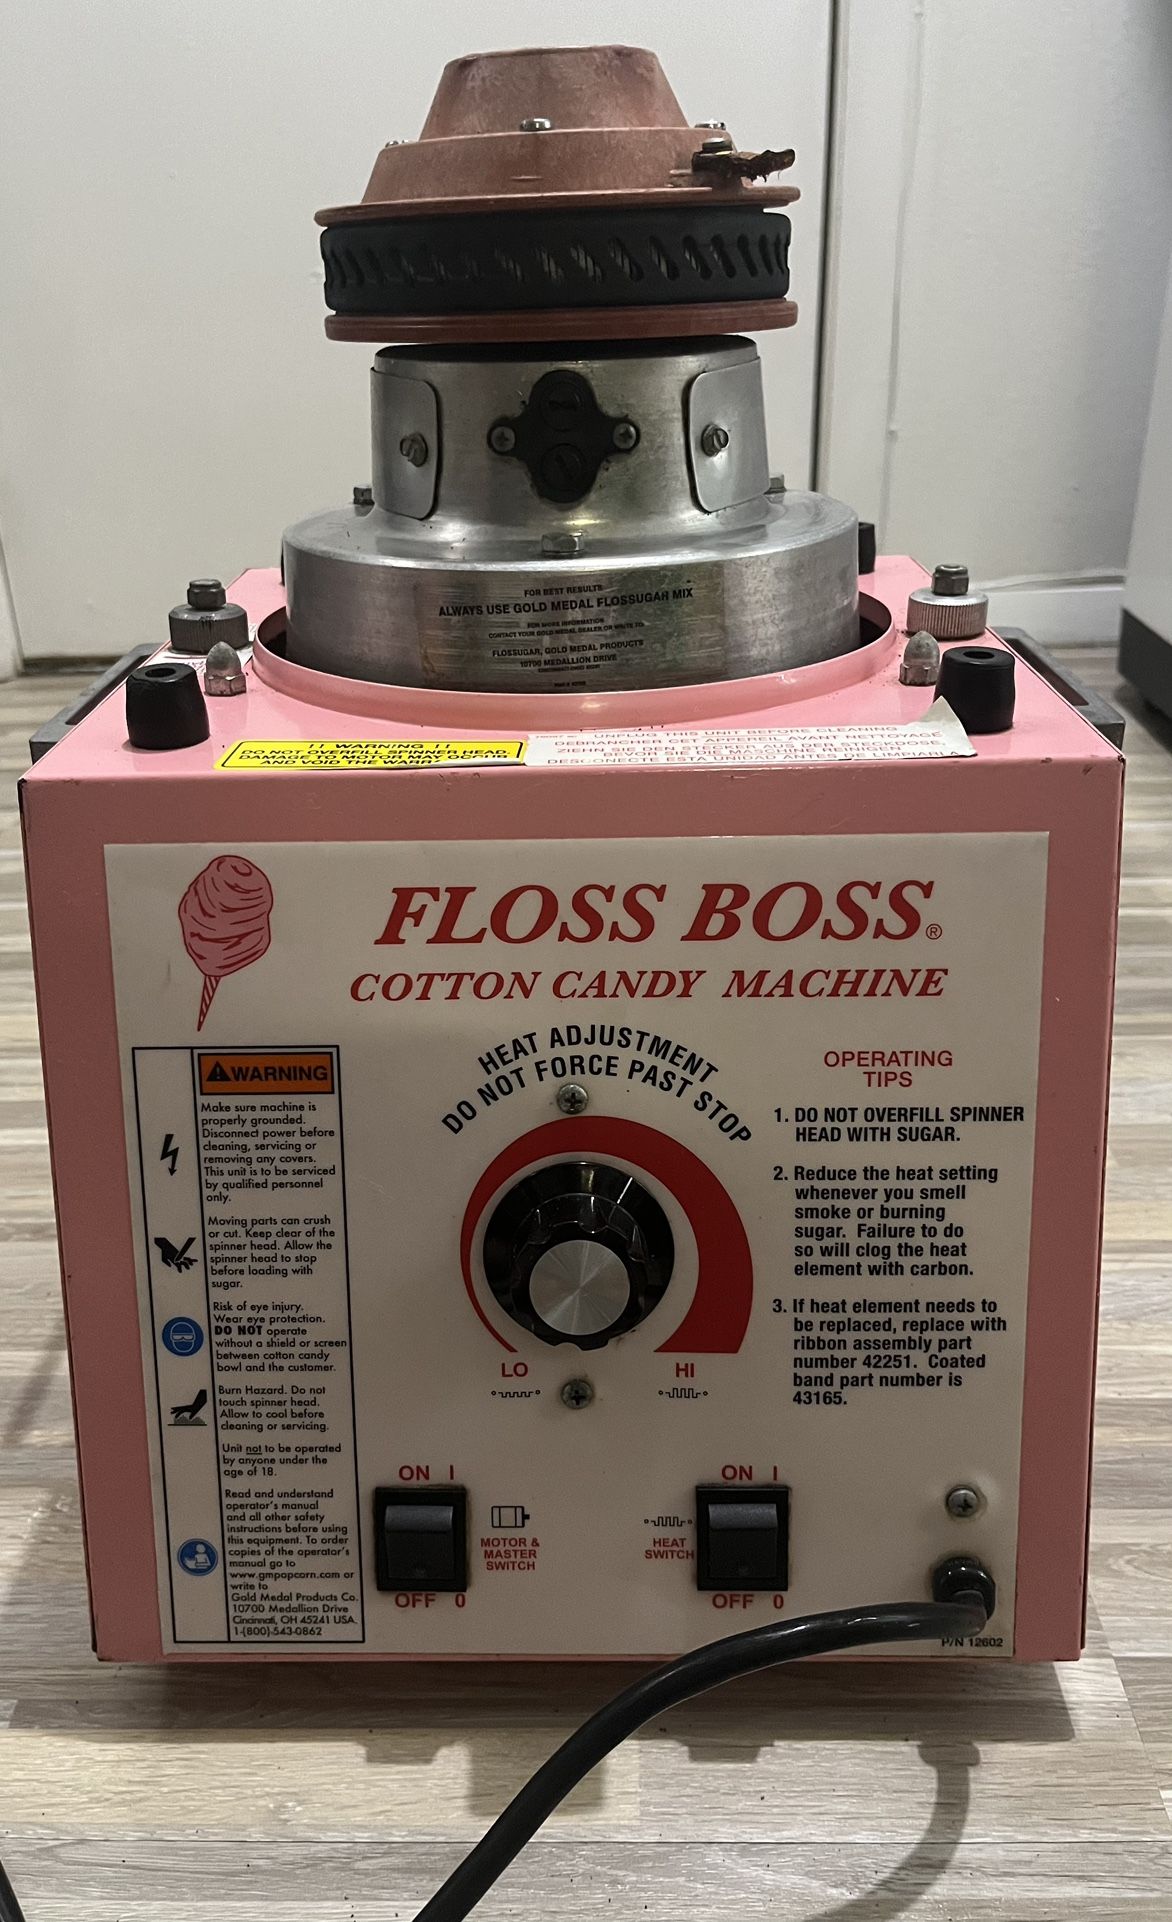 FOR BEST RESULTS
ALWAYS USE GOLD MEDAL FLOSSUGAR MIX
FOR MORE INFORMATION
CONTACT YOUR GOLD MEDAL DEALER OR WRITE TO:
FLOSSUGAR, GOLD MEDAL PRODUCTS
10700 MEDALLION DRIVE
!! WARNING !!
DO NOT OVERFILL SPINNER HEAD
DAMAGE TO MOTOR MAY OCCUR
AND VOID THE WARRANTY
UNPLUG THIS UNIT BEFORE CLEANING
DEBRANCHER CET APPEREIL AVANT NETTOYAGE
ZIEHN SIE DEN STECKER AUS DER STECKDOSE,
BEVOR SIE DIE MASCHINE REINIGEN
DESCONECTE ESTA UNIDAD ANTES DE LIMPIARLA
FLOSS BOSS®
COTTON CANDY MACHINE
WARNING
Make sure machine is
properly grounded.
Disconnect power before
cleaning, servicing or
removing any covers.
This unit is to be serviced
by qualified personnel
only.
Moving parts can crush
or cut. Keep clear of the
spinner head. Allow the
spinner head to stop
before loading with
sugar.
Risk of eye injury.
Wear eye protection.
DO NOT operate
without a shield or screen
between cotton candy
bowl and the customer.
Burn Hazard. Do not
touch spinner head.
Allow to cool before
cleaning or servicing.
Unit not to be operated
by anyone under the
age of 18.
Read and understand
operator's manual
and all other safety
instructions before using
this equipment. To order
copies of the operator's
manual go to
www.gmpopcorn.com or
write to
Gold Medal Products Co.
10700 Medallion Drive
Cincinnati, OH 45241 USA
1-(800)-543-0862
HEAT ADJUSTMENT
DO NOT FORCE PAST STOP
LO
HI
OPERATING
TIPS
1. DO NOT OVERFILL SPINNER
HEAD WITH SUGAR.
2. Reduce the heat setting
whenever you smell
smoke or burning
sugar. Failure to do
so will clog the heat
element with carbon.
3. If heat element needs to
be replaced, replace with
ribbon assembly part
number 42251. Coated
band part number is
43165.
ON I
MOTOR &
MASTER
SWITCH
OFF 0
ON I
HEAT
SWITCH
OFF 0
P/N 12602